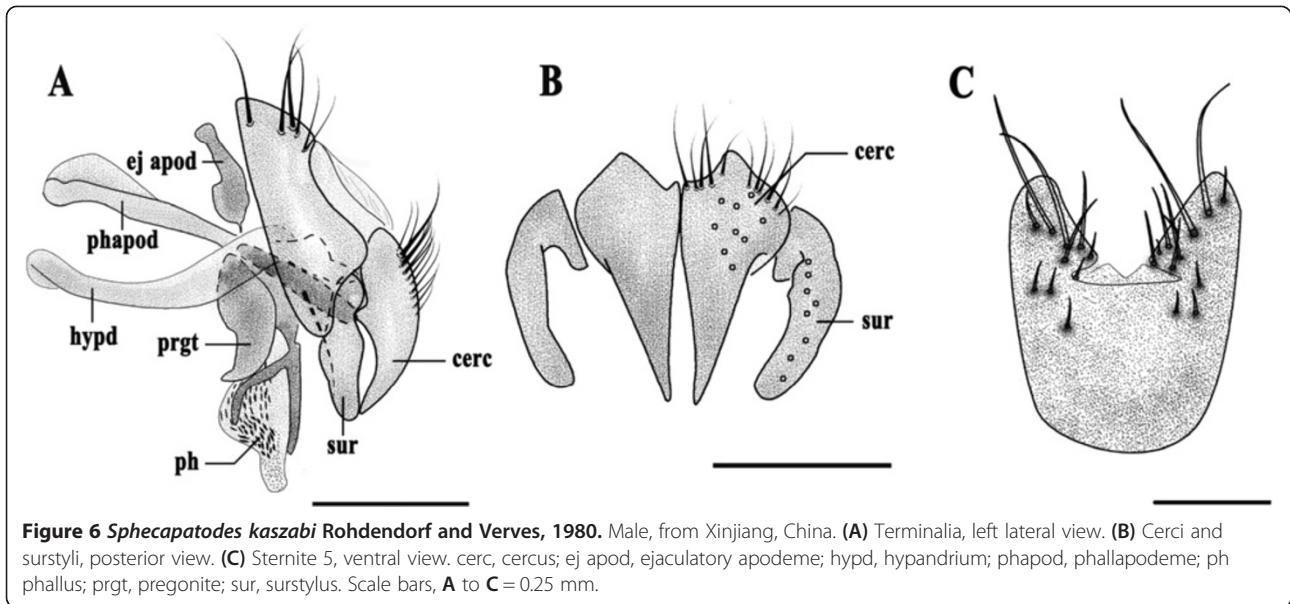 A
B
C
ej apod
phapod
hypd
prgt
ph
sur
cerc
cerc
sur
Figure 6 Sphecapatodes kaszabi Rohdendorf and Verves, 1980. Male, from Xinjiang, China. (A) Terminalia, left lateral view. (B) Cerci and
surstyli, posterior view. (C) Sternite 5, ventral view. cerc, cercus; ej apod, ejaculatory apodeme; hypd, hypandrium; phapod, phallapodeme; ph
phallus; prgt, pregonite; sur, surstylus. Scale bars, A to C = 0.25 mm.